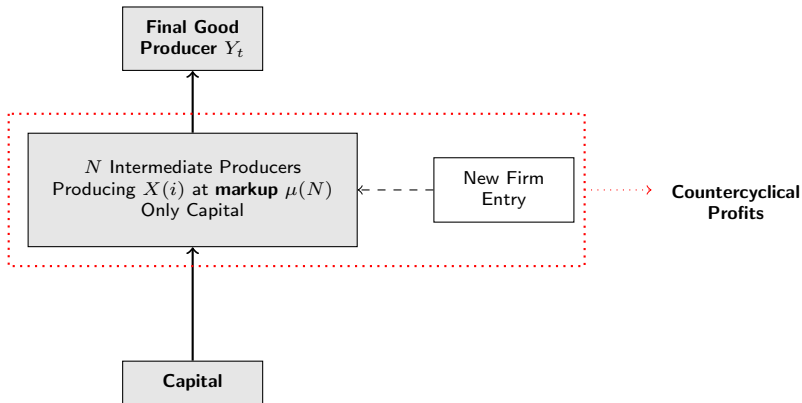 Final Good
Producer Y_t
N Intermediate Producers
Producing X(i) at markup μ(N)
Only Capital
New Firm
Entry
Countercyclical
Profits
Capital